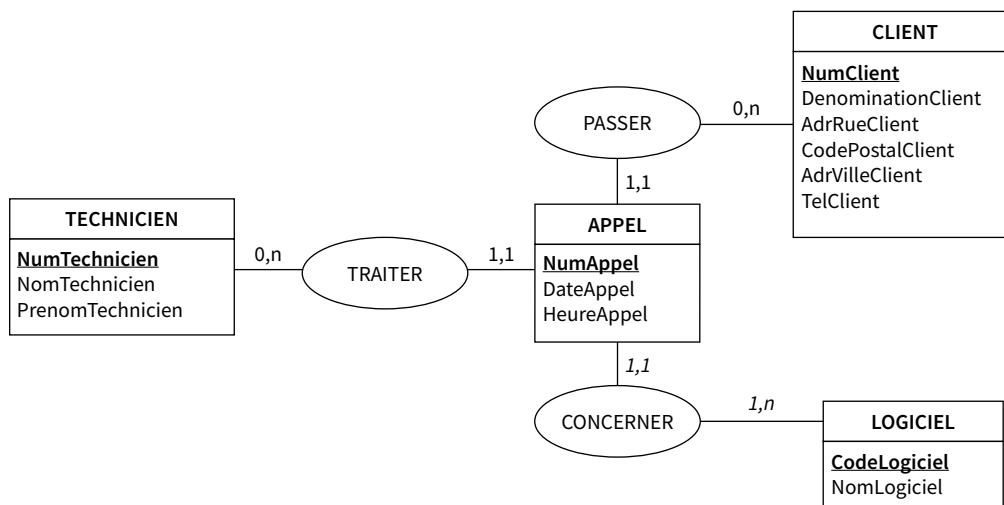 CLIENT
NumClient
DenominationClient
AdrRueClient
CodePostalClient
AdrVilleClient
TelClient
PASSER
0,n
1,1
TECHNICIEN
NumTechnicien
NomTechnicien
PrenomTechnicien
0,n
TRAITER
1,1
APPEL
NumAppel
DateAppel
HeureAppel
1,1
CONCERNER
1,n
LOGICIEL
CodeLogiciel
NomLogiciel